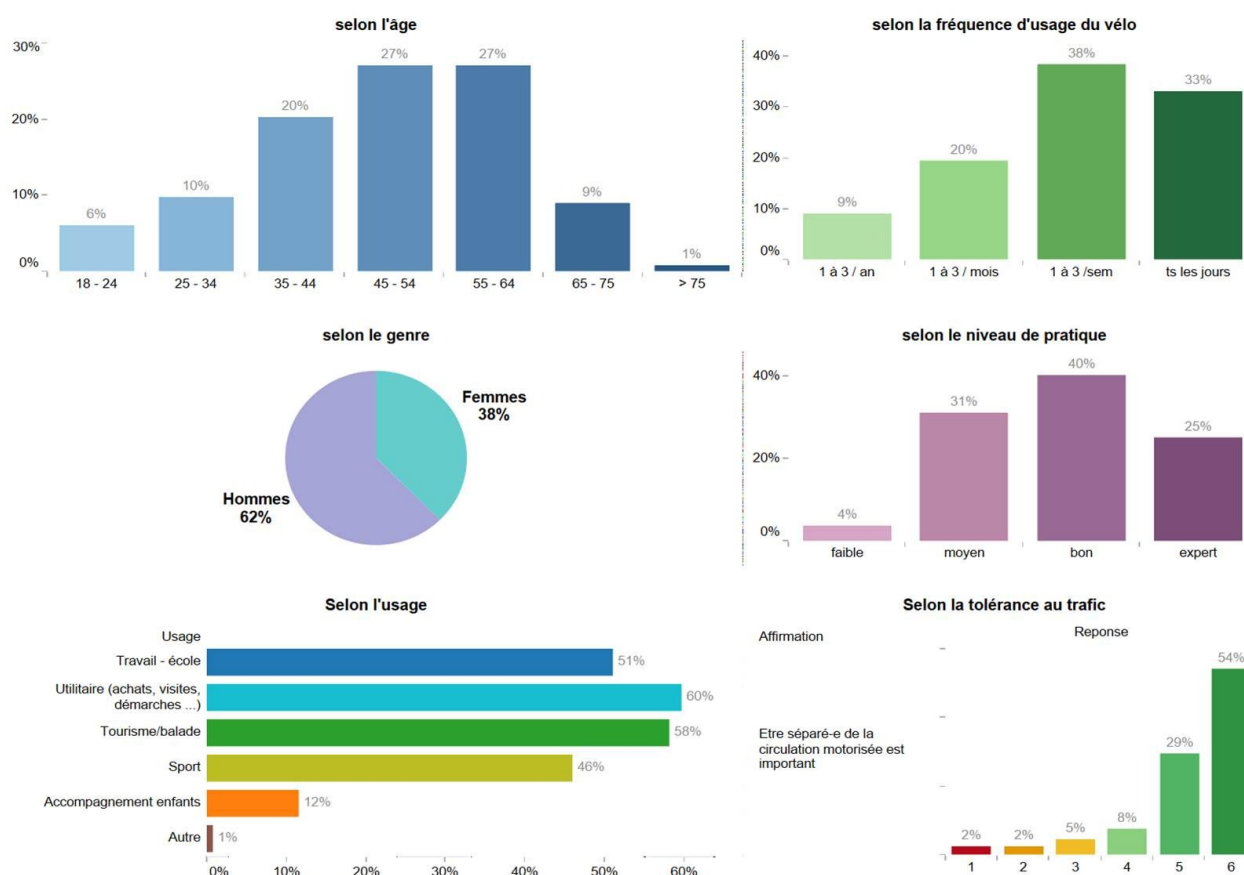 selon l'âge
30%
20%
10%
0%
6%
10%
20%
27%
27%
9%
1%
18 - 24
25 - 34
35 - 44
45 - 54
55 - 64
65 - 75
> 75
selon la fréquence d'usage du vélo
40%
30%
20%
10%
0%
9%
20%
38%
33%
1 à 3 / an
1 à 3 / mois
1 à 3 /sem
ts les jours
selon le genre
Femmes
38%
Hommes
62%
selon le niveau de pratique
40%
20%
0%
4%
31%
40%
25%
faible
moyen
bon
expert
Selon l'usage
Usage
Travail - école
51%
Utilitaire (achats, visites,
démarches ...)
60%
Tourisme/balade
58%
Sport
46%
Accompagnement enfants
12%
Autre
1%
0%
10%
20%
30%
40%
50%
60%
Selon la tolérance au trafic
Affirmation
Reponse
Etre séparé-e de la
circulation motorisée est
important
2%
2%
5%
8%
29%
54%
1
2
3
4
5
6